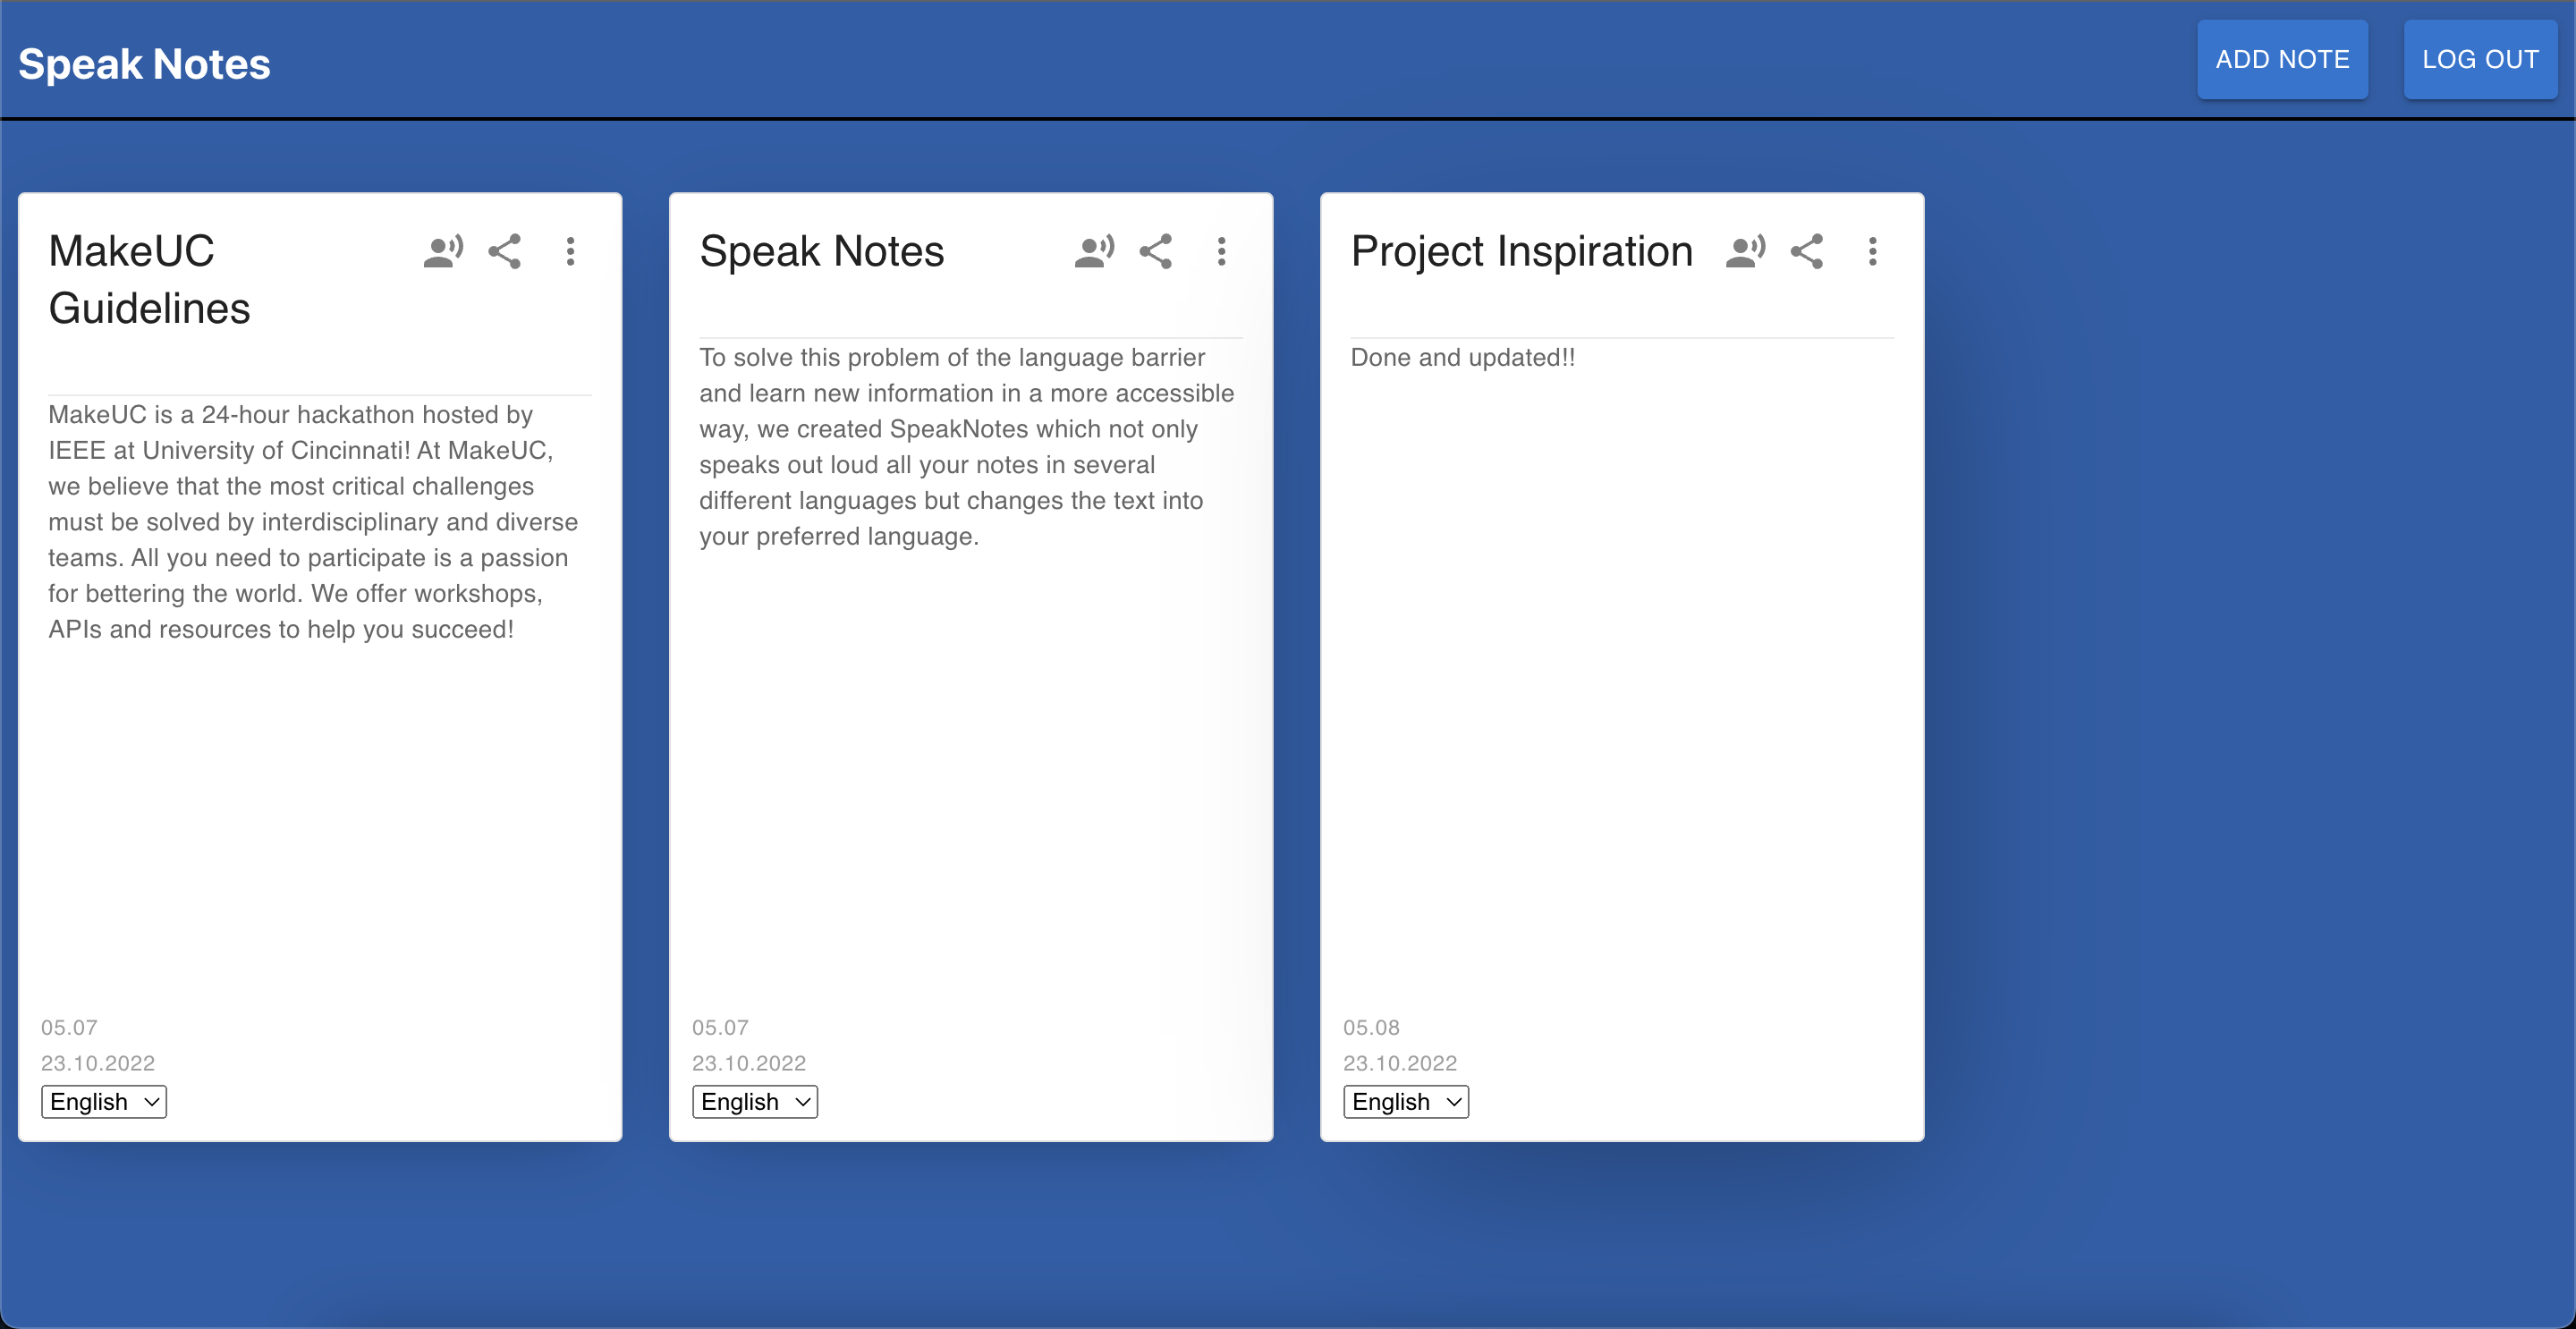 Speak Notes
ADD NOTE
LOG OUT
MakeUC
Guidelines
MakeUC is a 24-hour hackathon hosted by
IEEE at University of Cincinnati! At MakeUC,
we believe that the most critical challenges
must be solved by interdisciplinary and diverse
teams. All you need to participate is a passion
for bettering the world. We offer workshops,
APIs and resources to help you succeed!
05.07
23.10.2022
English
Speak Notes
To solve this problem of the language barrier
and learn new information in a more accessible
way, we created SpeakNotes which not only
speaks out loud all your notes in several
different languages but changes the text into
your preferred language.
05.07
23.10.2022
English
Project Inspiration
Done and updated!!
05.08
23.10.2022
English